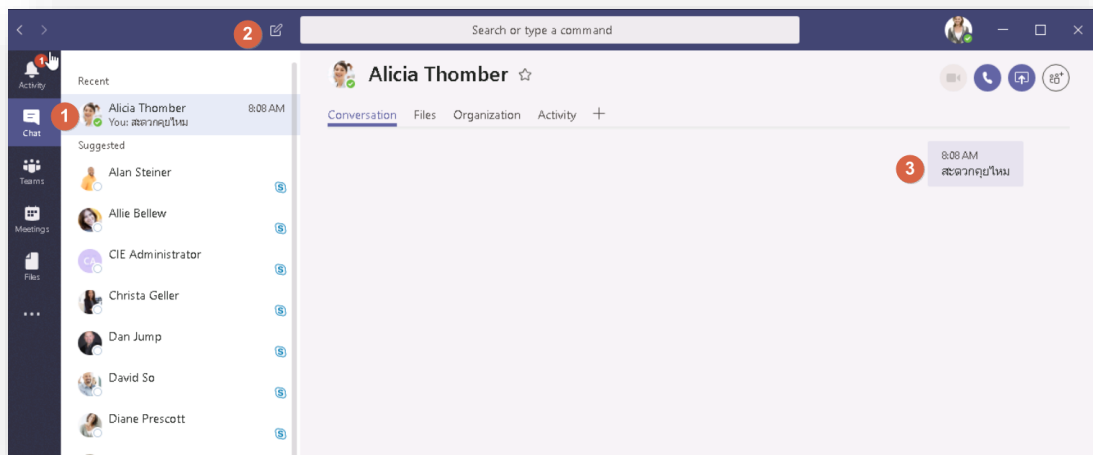 2
Search or type a command
1
Activity
Chat
Teams
Meetings
Files
Recent
1
Alicia Thomber
8:08 AM
You: สะดวกคุยไหม
Suggested
Alan Steiner
Allie Bellew
CA
CIE Administrator
Christa Geller
Dan Jump
David So
Diane Prescott
Alicia Thomber
Conversation Files Organization Activity
8:08 AM
3
สะดวกคุยไหม